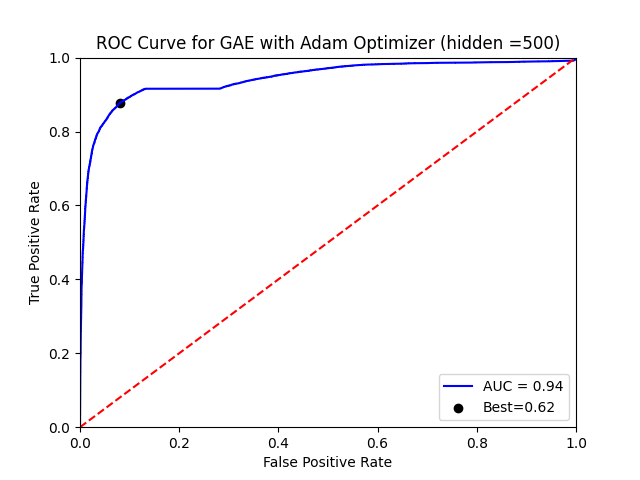 ROC Curve for GAE with Adam Optimizer (hidden =500)
1.0
0.8
0.6
0.4
0.2
0.0
True Positive Rate
0.0 0.2 0.4 0.6 0.8 1.0
False Positive Rate
AUC = 0.94
Best=0.62